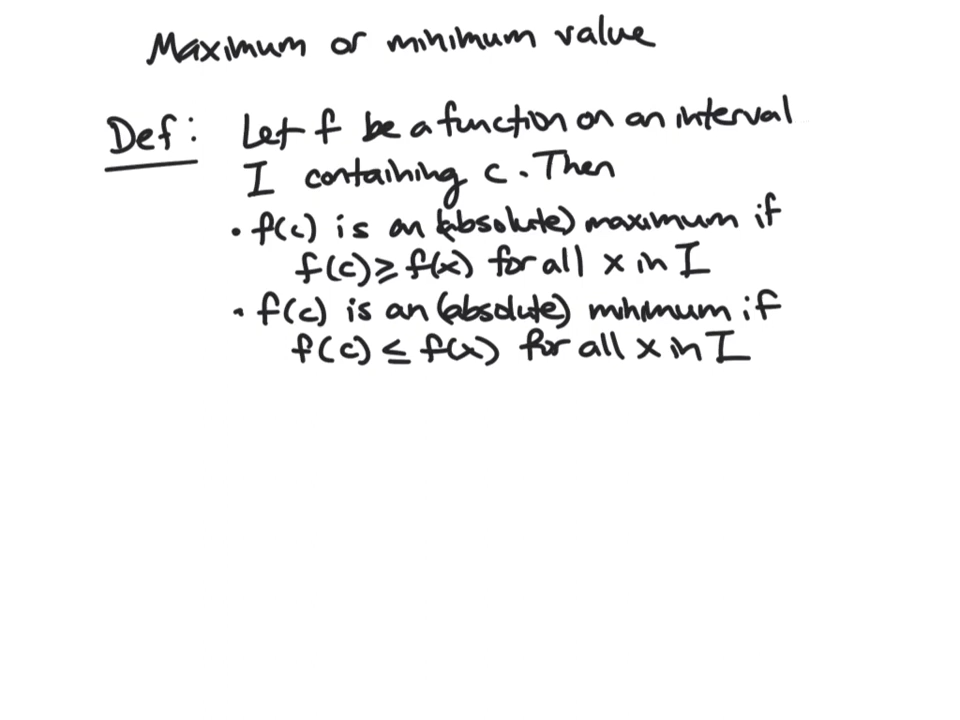 Maximum or minimum value
Def: Let f be a function on an interval
I containing c. Then
• f(c) is an (absolute) maximum if
f(c) ≥ f(x) for all x in I
• f(c) is an (absolute) minimum if
f(c) ≤ f(x) for all x in I